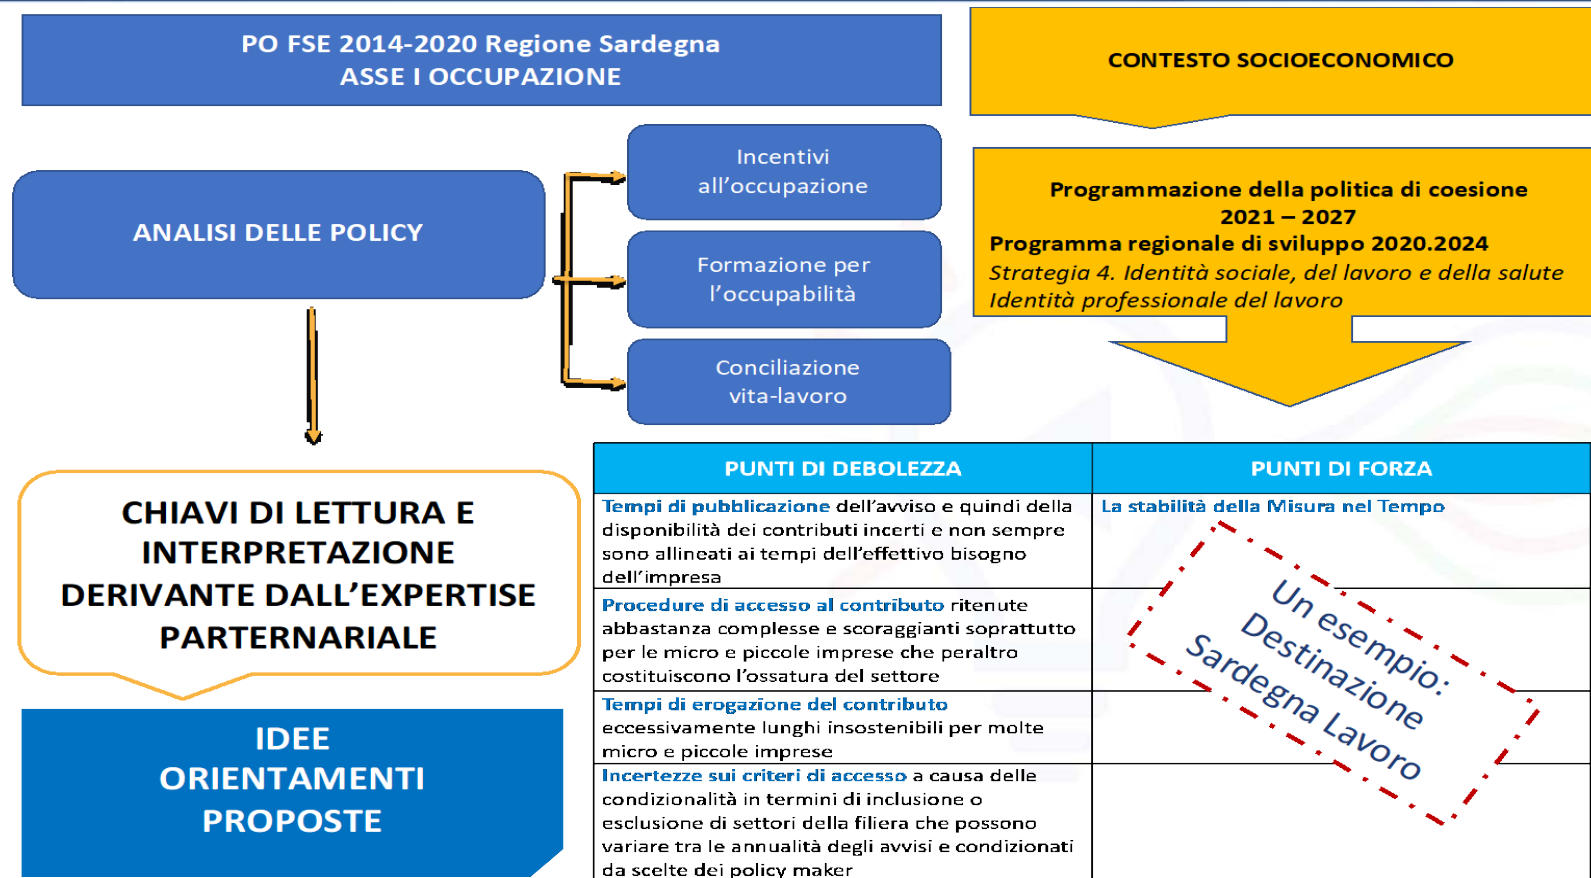 PO FSE 2014-2020 Regione Sardegna
ASSE I OCCUPAZIONE
CONTESTO SOCIOECONOMICO
ANALISI DELLE POLICY
Incentivi
all'occupazione
Formazione per
l'occupabilità
Conciliazione
vita-lavoro
Programmazione della politica di coesione
2021 – 2027
Programma regionale di sviluppo 2020.2024
Strategia 4. Identità sociale, del lavoro e della salute
Identità professionale del lavoro
CHIAVI DI LETTURA E
INTERPRETAZIONE
DERIVANTE DALL'EXPERTISE
PARTERNARIALE
IDEE
ORIENTAMENTI
PROPOSTE
PUNTI DI DEBOLEZZA
PUNTI DI FORZA
Tempi di pubblicazione dell'avviso e quindi della
disponibilità dei contributi incerti e non sempre
sono allineati ai tempi dell'effettivo bisogno
dell'impresa
La stabilità della Misura nel Tempo
Procedure di accesso al contributo ritenute
abbastanza complesse e scoraggianti soprattutto
per le micro e piccole imprese che peraltro
costituiscono l'ossatura del settore
Tempi di erogazione del contributo
eccessivamente lunghi insostenibili per molte
micro e piccole imprese
Incertezze sui criteri di accesso a causa delle
condizionalità in termini di inclusione o
esclusione di settori della filiera che possono
variare tra le annualità degli avvisi e condizionati
da scelte dei policy maker
Un esempio:
Destinazione
Sardegna Lavoro